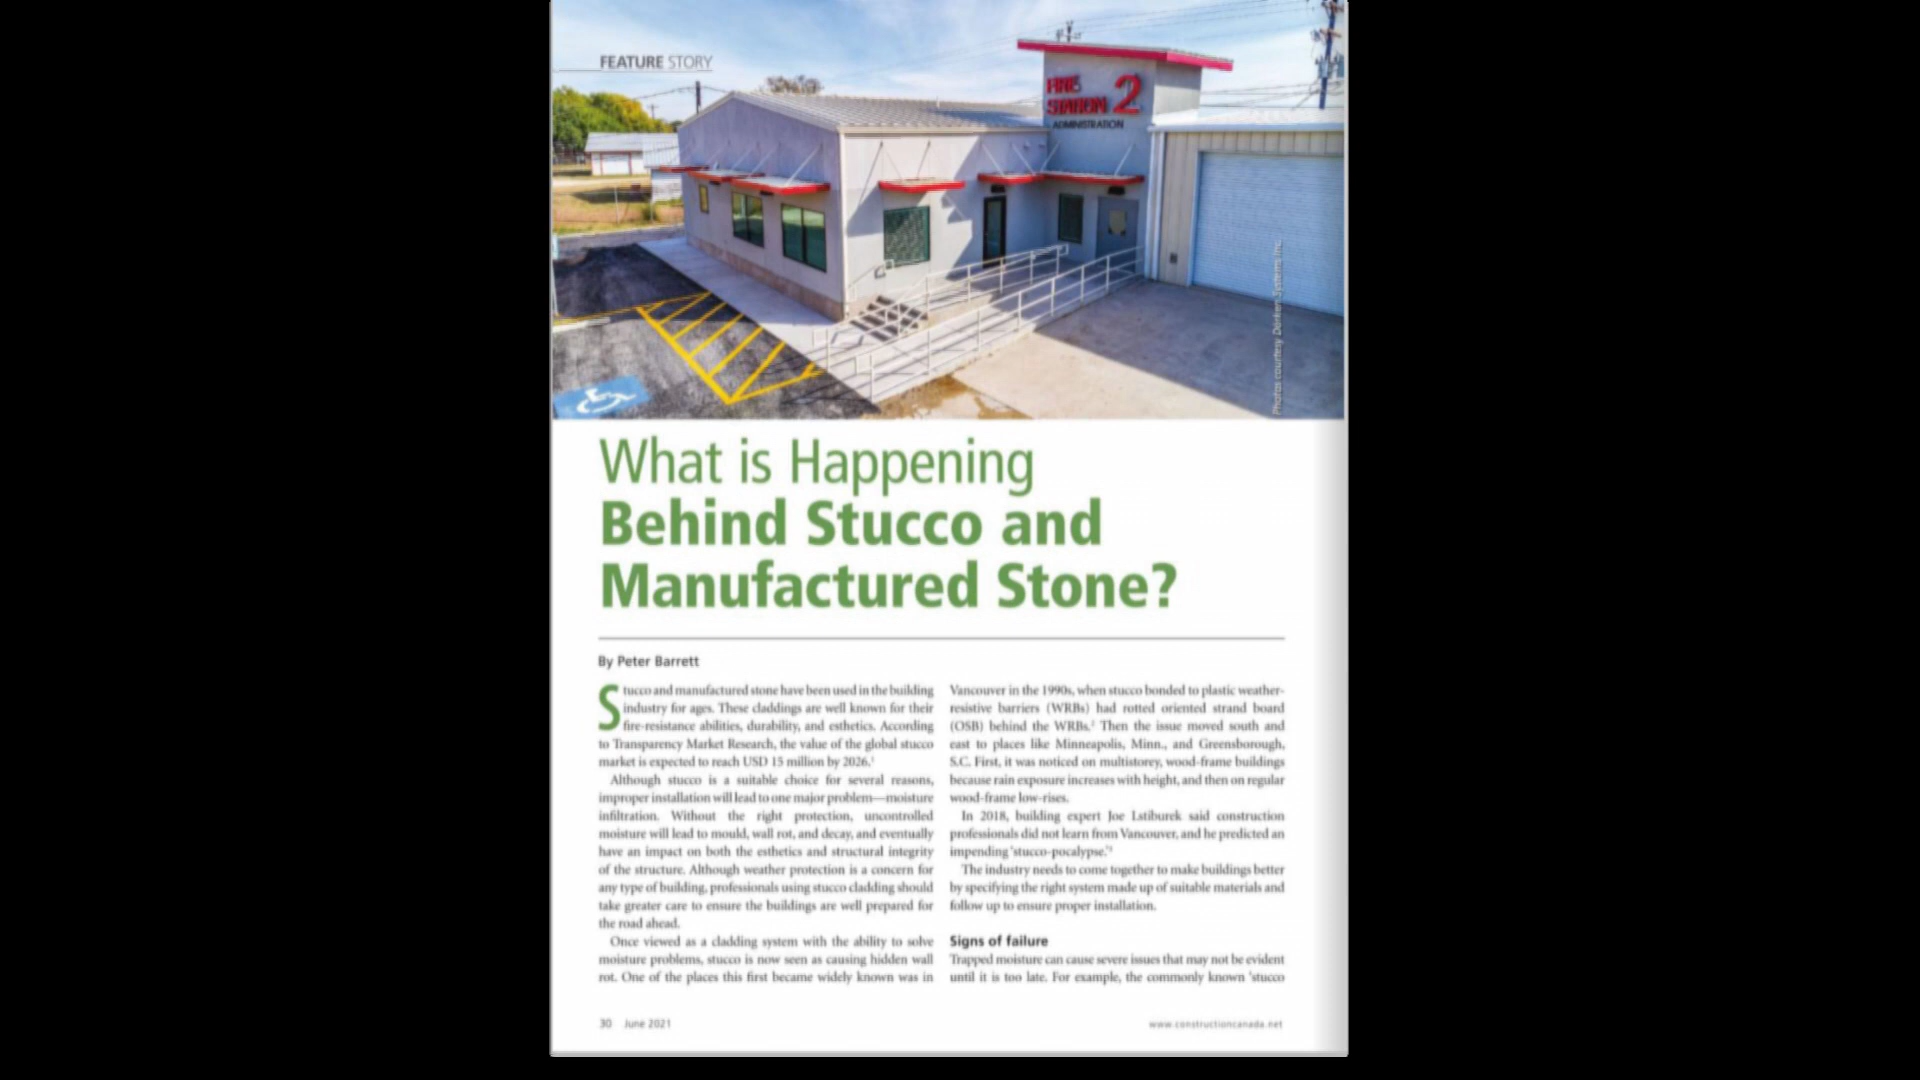 FEATURE STORY
FIRE
STATION 2
ADMINISTRATION
Photos courtesy Dörken Systems Inc.
What is Happening
Behind Stucco and
Manufactured Stone?
By Peter Barrett
Stucco and manufactured stone have been used in the building
industry for ages. These claddings are well known for their
fire-resistance abilities, durability, and esthetics. According
to Transparency Market Research, the value of the global stucco
market is expected to reach USD 15 million by 2026.¹
Although stucco is a suitable choice for several reasons,
improper installation will lead to one major problem—moisture
infiltration. Without the right protection, uncontrolled
moisture will lead to mould, wall rot, and decay, and eventually
have an impact on both the esthetics and structural integrity
of the structure. Although weather protection is a concern for
any type of building, professionals using stucco cladding should
take greater care to ensure the buildings are well prepared for
the road ahead.
Once viewed as a cladding system with the ability to solve
moisture problems, stucco is now seen as causing hidden wall
rot. One of the places this first became widely known was in
Vancouver in the 1990s, when stucco bonded to plastic weather-
resistive barriers (WRBs) had rotted oriented strand board
(OSB) behind the WRBs.² Then the issue moved south and
east to places like Minneapolis, Minn., and Greensborough,
S.C. First, it was noticed on multistorey, wood-frame buildings
because rain exposure increases with height, and then on regular
wood-frame low-rises.
In 2018, building expert Joe Lstiburek said construction
professionals did not learn from Vancouver, and he predicted an
impending 'stucco-pocalypse.'³
The industry needs to come together to make buildings better
by specifying the right system made up of suitable materials and
follow up to ensure proper installation.
Signs of failure
Trapped moisture can cause severe issues that may not be evident
until it is too late. For example, the commonly known 'stucco
30 June 2021
www.constructioncanada.net